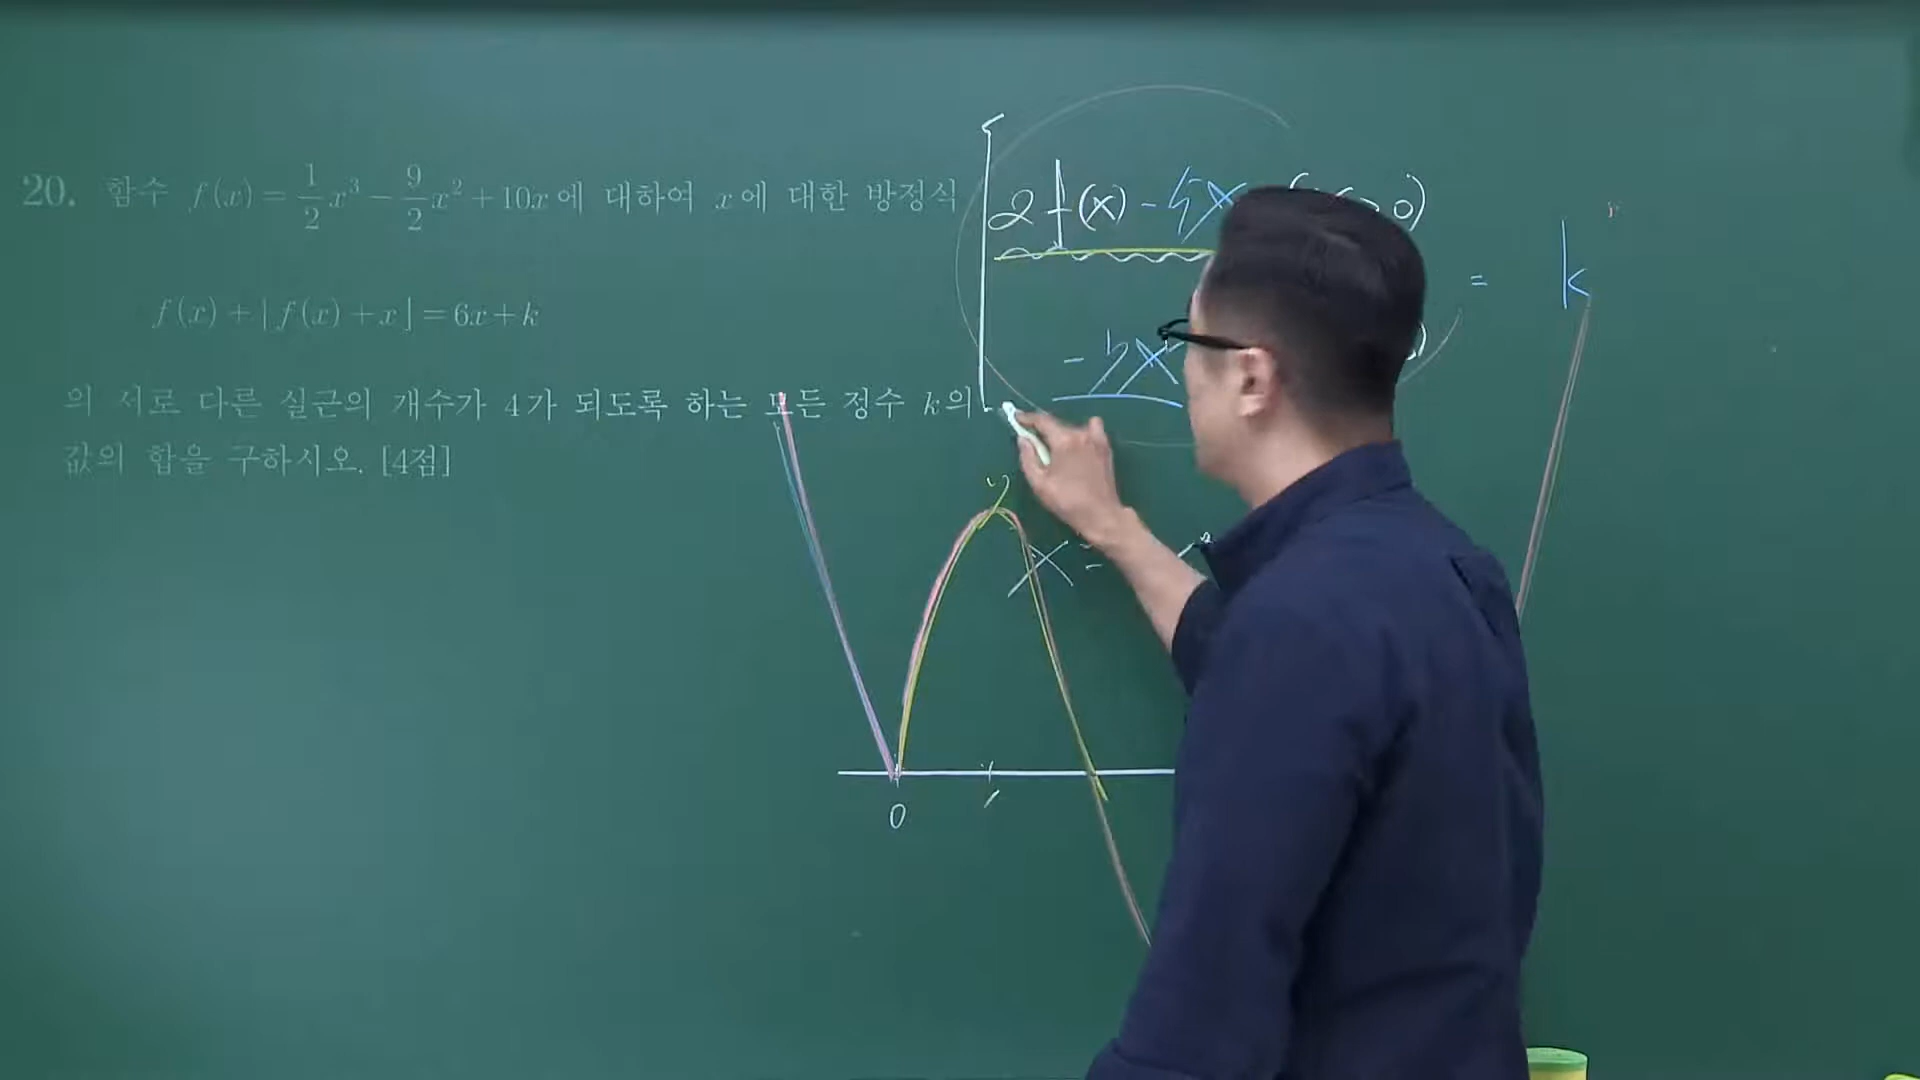 20. 함수 f(x) = 1/2 x³ − 9/2 x² + 10x에 대하여 x에 대한 방정식
f(x) + |f(x) + x| = 6x + k
의 서로 다른 실근의 개수가 4가 되도록 하는 모든 정수 k의
값의 합을 구하시오. [4점]
2f(x) - 5x
= k
x =
0